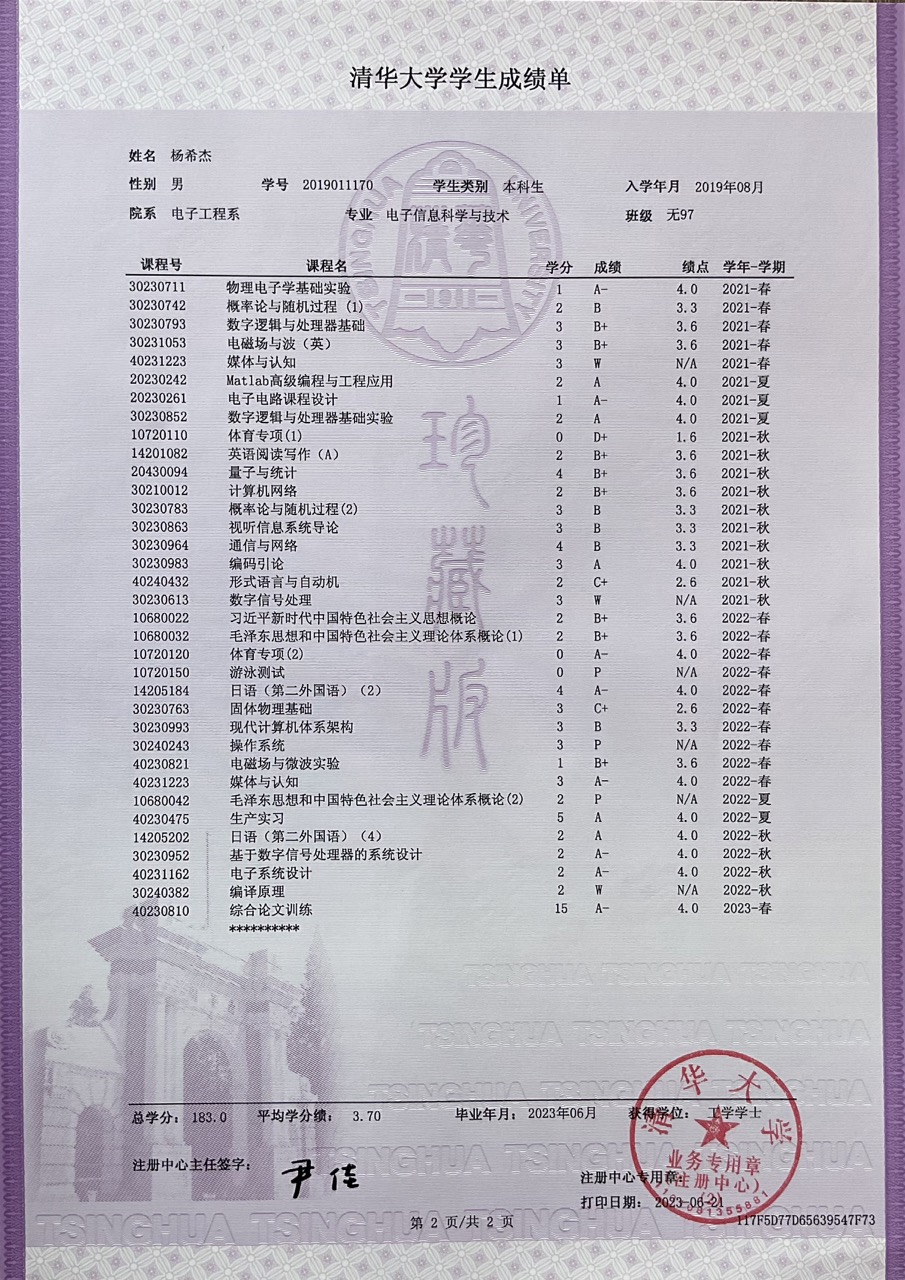 清华大学学生成绩单
姓名 杨希杰
性别 男 学号 2019011170 学生类别 本科生 入学年月 2019年08月
院系 电子工程系 专业 电子信息科学与技术 班级 无97
课程号 课程名 学分 成绩 绩点 学年-学期
30230711 物理电子学基础实验 1 A- 4.0 2021-春
30230742 概率论与随机过程 (1) 2 B 3.3 2021-春
30230793 数字逻辑与处理器基础 3 B+ 3.6 2021-春
30231053 电磁场与波（英） 3 B+ 3.6 2021-春
40231223 媒体与认知 3 W N/A 2021-春
20230242 Matlab高级编程与工程应用 2 A 4.0 2021-夏
20230261 电子电路课程设计 1 A- 4.0 2021-夏
30230852 数字逻辑与处理器基础实验 2 A 4.0 2021-夏
10720110 体育专项(1) 0 D+ 1.6 2021-秋
14201082 英语阅读写作（A） 2 B+ 3.6 2021-秋
20430094 量子与统计 4 B+ 3.6 2021-秋
30210012 计算机网络 2 B+ 3.6 2021-秋
30230783 概率论与随机过程(2) 3 B 3.3 2021-秋
30230863 视听信息系统导论 3 B 3.3 2021-秋
30230964 通信与网络 4 B 3.3 2021-秋
30230983 编码引论 3 A 4.0 2021-秋
40240432 形式语言与自动机 2 C+ 2.6 2021-秋
30230613 数字信号处理 3 W N/A 2021-秋
10680022 习近平新时代中国特色社会主义思想概论 2 B+ 3.6 2022-春
10680032 毛泽东思想和中国特色社会主义理论体系概论(1) 2 B+ 3.6 2022-春
10720120 体育专项(2) 0 A- 4.0 2022-春
10720150 游泳测试 0 P N/A 2022-春
14205184 日语（第二外国语）（2） 4 A- 4.0 2022-春
30230763 固体物理基础 3 C+ 2.6 2022-春
30230993 现代计算机体系架构 3 B 3.3 2022-春
30240243 操作系统 3 P N/A 2022-春
40230821 电磁场与微波实验 1 B+ 3.6 2022-春
40231223 媒体与认知 3 A- 4.0 2022-春
10680042 毛泽东思想和中国特色社会主义理论体系概论(2) 2 P N/A 2022-夏
40230475 生产实习 5 A 4.0 2022-夏
14205202 日语（第二外国语）（4） 2 A 4.0 2022-秋
30230952 基于数字信号处理器的系统设计 2 A- 4.0 2022-秋
40231162 电子系统设计 2 A- 4.0 2022-秋
30240382 编译原理 2 W N/A 2022-秋
40230810 综合论文训练 15 A- 4.0 2023-春
**********
珍藏版
TSINGHUA UNIVERSITY
-1911-
TSINGHUA TSINGHUA TSINGHUA
TSINGHUA TSINGHUA TSINGHUA
总学分： 183.0 平均学分绩： 3.70 毕业年月： 2023年06月 获得学位： 工学学士
注册中心主任签字： 尹佳
注册中心专用章：
打印日期： 2023-06-21
清华大学
业务专用章
(注册中心)
第 2 页/共 2 页
117F5D77D65639547F73